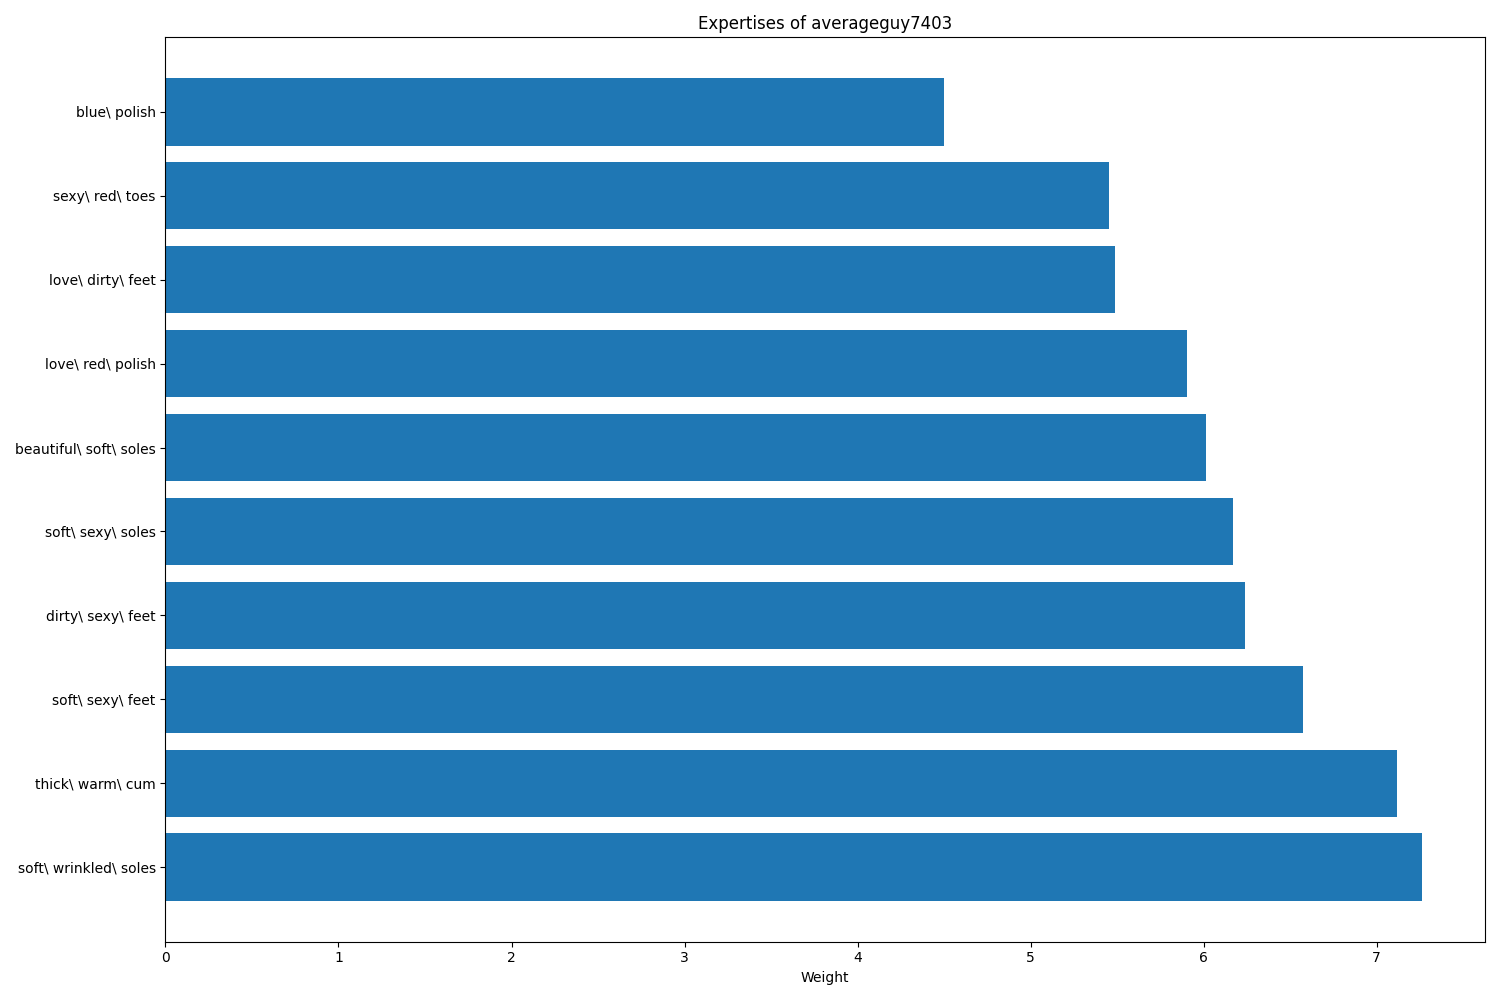 Expertises of averageguy7403
blue\ polish
sexy\ red\ toes
love\ dirty\ feet
love\ red\ polish
beautiful\ soft\ soles
soft\ sexy\ soles
dirty\ sexy\ feet
soft\ sexy\ feet
thick\ warm\ cum
soft\ wrinkled\ soles
0 1 2 3 4 5 6 7
Weight